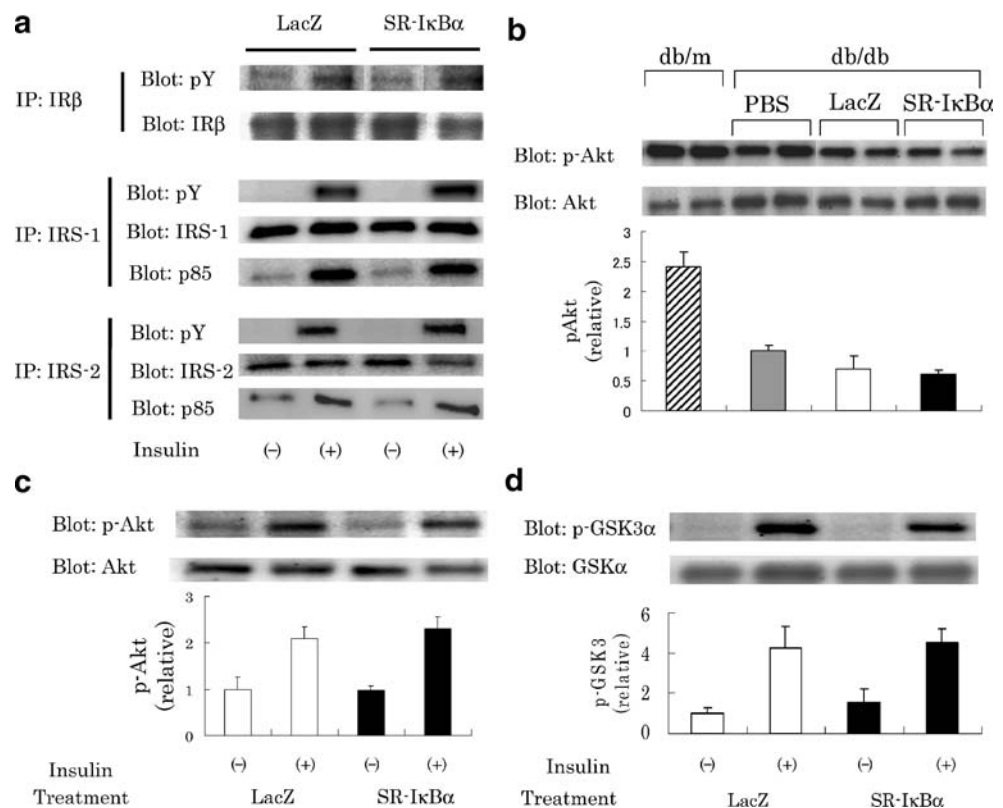 a
LacZ SR-IκBα
IP: IRβ
Blot: pY
Blot: IRβ
IP: IRS-1
Blot: pY
Blot: IRS-1
Blot: p85
IP: IRS-2
Blot: pY
Blot: IRS-2
Blot: p85
Insulin (-) (+) (-) (+)
b
db/m db/db
PBS LacZ SR-IκBα
Blot: p-Akt
Blot: Akt
pAkt
(relative)
3
2.5
2
1.5
1
0.5
0
c
Blot: p-Akt
Blot: Akt
p-Akt
(relative)
3
2
1
0
Insulin (-) (+) (-) (+)
Treatment LacZ SR-IκBα
d
Blot: p-GSK3α
Blot: GSKα
p-GSK3
(relative)
6
4
2
0
Insulin (-) (+) (-) (+)
Treatment LacZ SR-IκBα